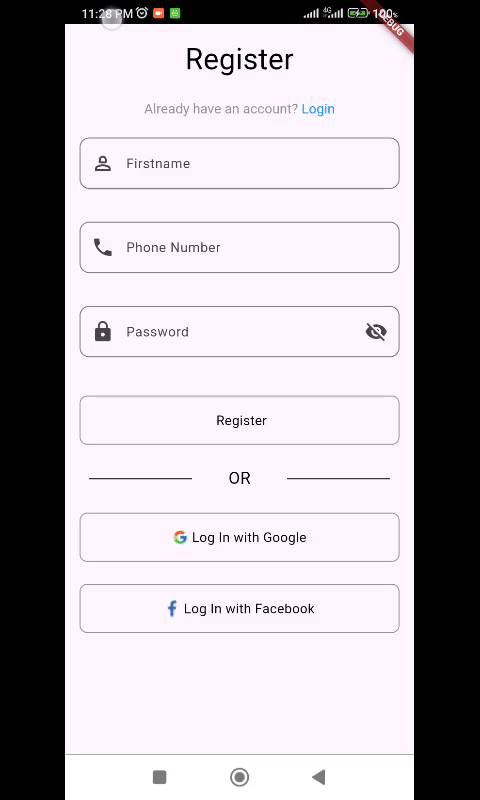 11:28 PM 4G 100%
DEBUG
Register
Already have an account? Login
Firstname
Phone Number
Password
Register
OR
Log In with Google
Log In with Facebook